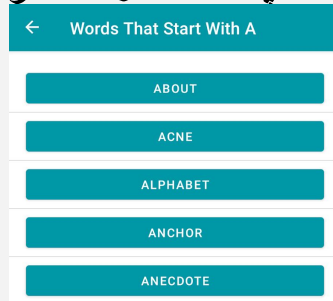 Words That Start With A
ABOUT
ACNE
ALPHABET
ANCHOR
ANECDOTE